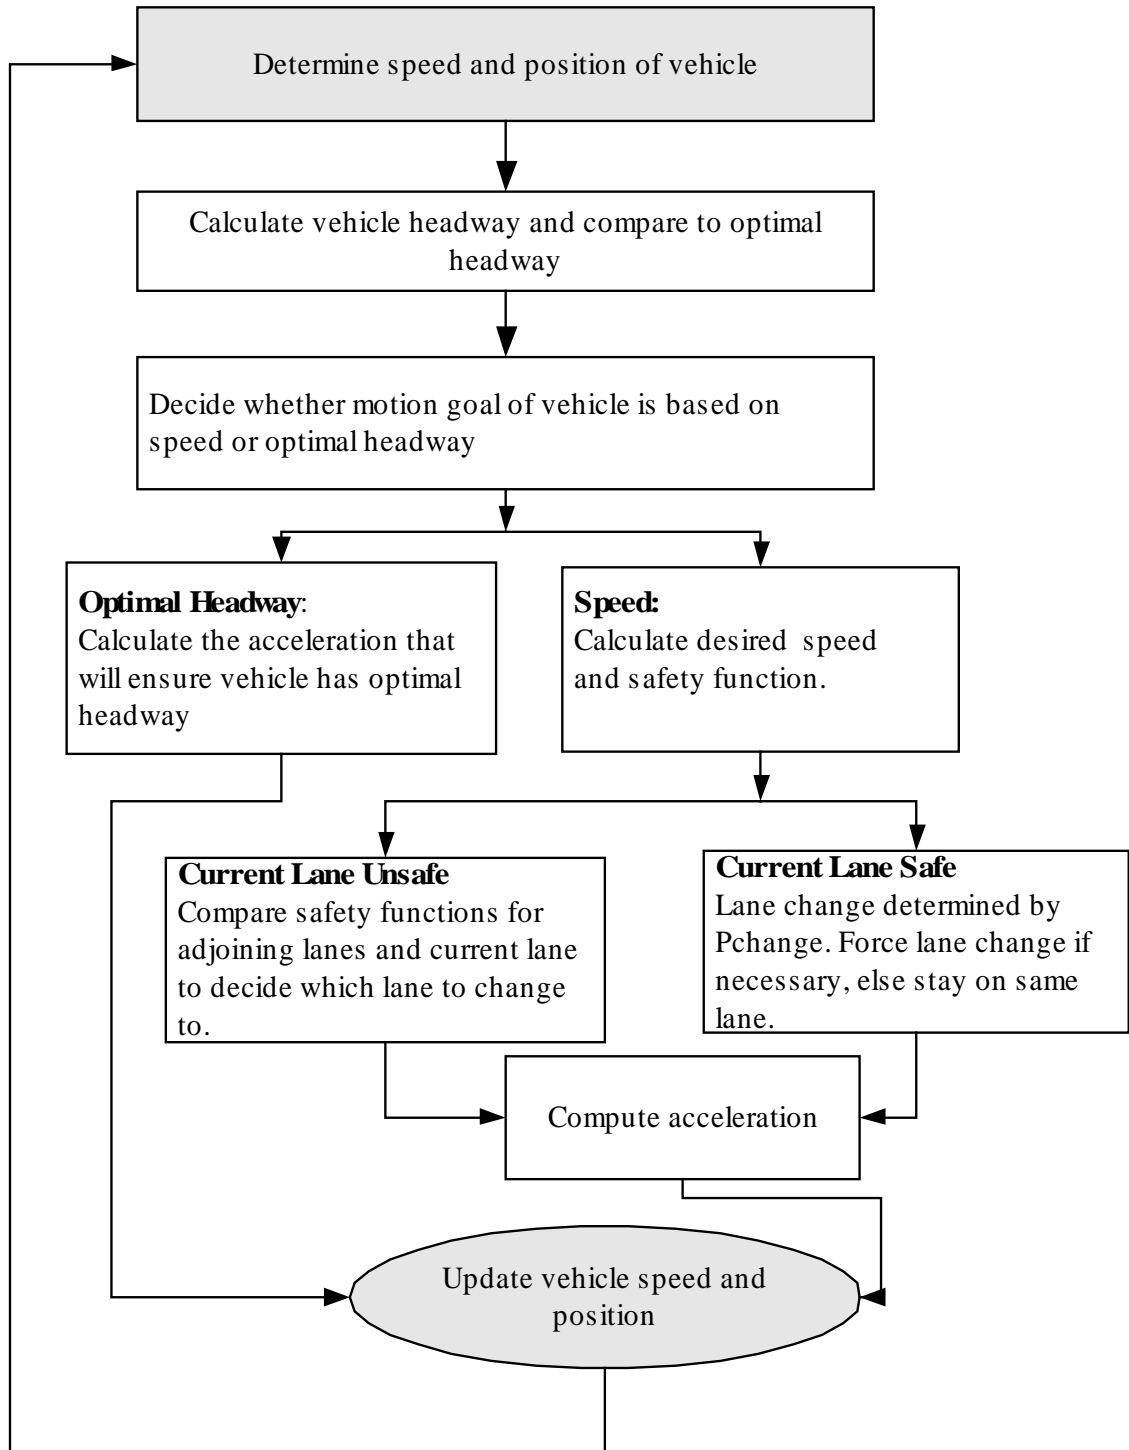 Determine speed and position of vehicle
Calculate vehicle headway and compare to optimal
headway
Decide whether motion goal of vehicle is based on
speed or optimal headway
Optimal Headway:
Calculate the acceleration that
will ensure vehicle has optimal
headway
Speed:
Calculate desired speed
and safety function.
Current Lane Unsafe
Compare safety functions for
adjoining lanes and current lane
to decide which lane to change
to.
Current Lane Safe
Lane change determined by
Pchange. Force lane change if
necessary, else stay on same
lane.
Compute acceleration
Update vehicle speed and
position